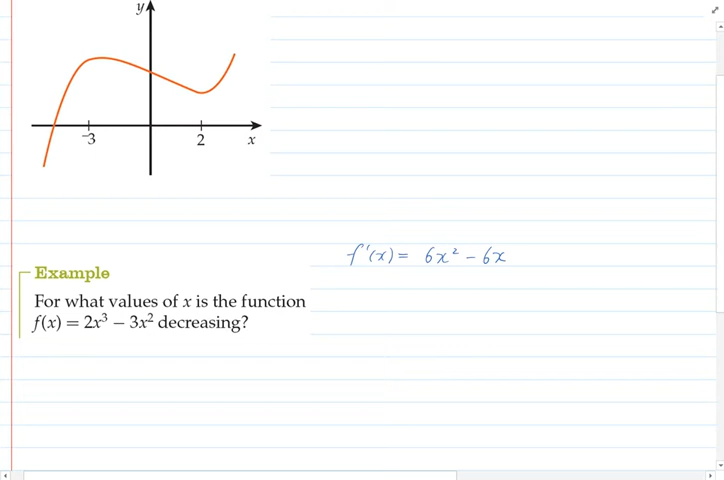 y
-3 2 x
f'(x) = 6x² - 6x
Example
For what values of x is the function
f(x) = 2x³ – 3x² decreasing?